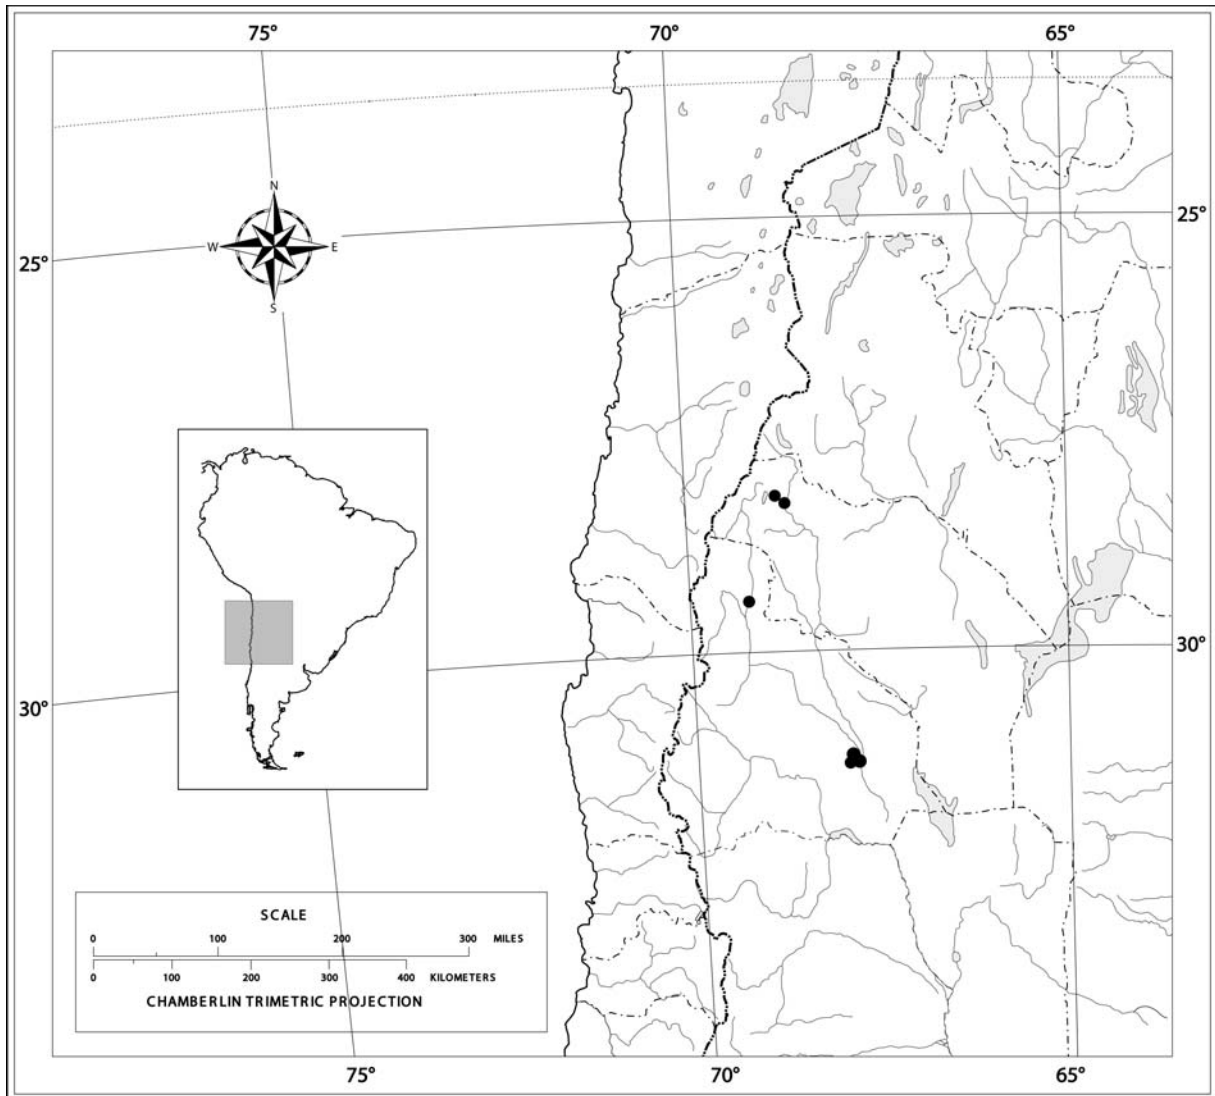 75° 70° 65°
N
W E
S
25° 25°
30° 30°
SCALE
0 100 200 300 MILES
0 100 200 300 400 KILOMETERS
CHAMBERLIN TRIMETRIC PROJECTION
75° 70° 65°